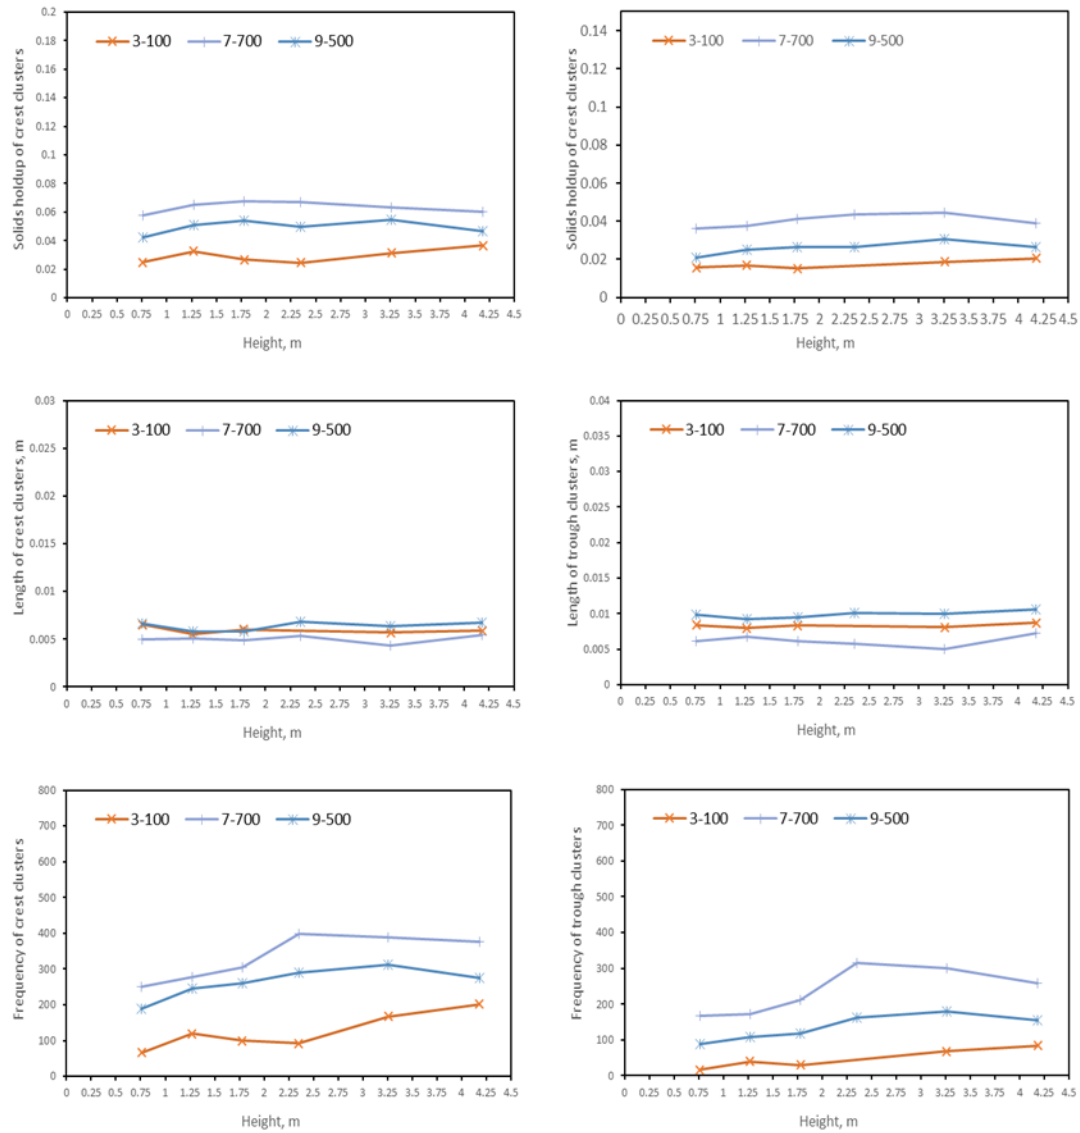 Solids holdup of crest clusters
0.2
0.18
0.16
0.14
0.12
0.1
0.08
0.06
0.04
0.02
0
3-100 7-700 9-500
0 0.25 0.5 0.75 1 1.25 1.5 1.75 2 2.25 2.5 2.75 3 3.25 3.5 3.75 4 4.25 4.5
Height, m
Solids holdup of crest clusters
0.14
0.12
0.1
0.08
0.06
0.04
0.02
0
3-100 7-700 9-500
0 0.25 0.5 0.75 1 1.25 1.5 1.75 2 2.25 2.5 2.75 3 3.25 3.5 3.75 4 4.25 4.5
Height, m
Length of crest clusters, m
0.03
0.025
0.02
0.015
0.01
0.005
0
3-100 7-700 9-500
0 0.25 0.5 0.75 1 1.25 1.5 1.75 2 2.25 2.5 2.75 3 3.25 3.5 3.75 4 4.25 4.5
Height, m
Length of trough clusters, m
0.04
0.035
0.03
0.025
0.02
0.015
0.01
0.005
0
3-100 7-700 9-500
0 0.25 0.5 0.75 1 1.25 1.5 1.75 2 2.25 2.5 2.75 3 3.25 3.5 3.75 4 4.25 4.5
Height, m
Frequency of crest clusters
800
700
600
500
400
300
200
100
0
3-100 7-700 9-500
0 0.25 0.5 0.75 1 1.25 1.5 1.75 2 2.25 2.5 2.75 3 3.25 3.5 3.75 4 4.25 4.5
Height, m
Frequency of trough clusters
800
700
600
500
400
300
200
100
0
3-100 7-700 9-500
0 0.25 0.5 0.75 1 1.25 1.5 1.75 2 2.25 2.5 2.75 3 3.25 3.5 3.75 4 4.25 4.5
Height, m